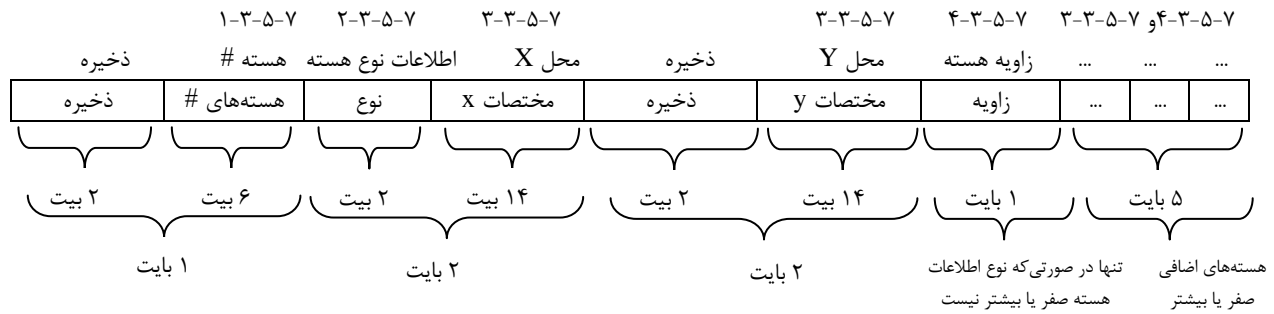 ۷-۵-۳-۱ ۷-۵-۳-۲ ۷-۵-۳-۳ ۷-۵-۳-۳ ۷-۵-۳-۴ ۷-۵-۳-۴و ۷-۵-۳-۳
ذخیره هسته # اطلاعات نوع هسته محل X ذخیره محل Y زاویه هسته ... ... ...
ذخیره هسته‌های # نوع مختصات x ذخیره مختصات y زاویه ... ... ...
۲ بیت ۶ بیت ۲ بیت ۱۴ بیت ۲ بیت ۱۴ بیت ۱ بایت ۵ بایت
۱ بایت ۲ بایت ۲ بایت
تنها در صورتی‌که نوع اطلاعات هسته‌های اضافی
هسته صفر یا بیشتر نیست صفر یا بیشتر